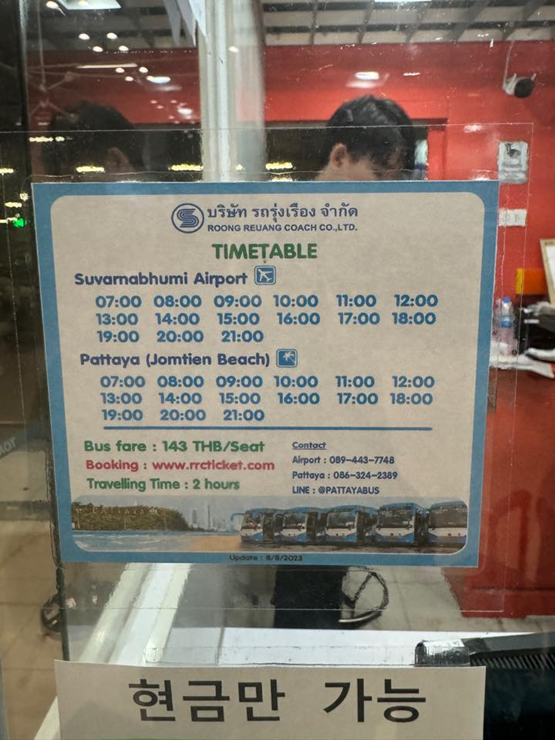 บริษัท รถรุ่งเรือง จำกัด
ROONG REUANG COACH CO.,LTD.
TIMETABLE
Suvarnabhumi Airport
07:00 08:00 09:00 10:00 11:00 12:00
13:00 14:00 15:00 16:00 17:00 18:00
19:00 20:00 21:00
Pattaya (Jomtien Beach)
07:00 08:00 09:00 10:00 11:00 12:00
13:00 14:00 15:00 16:00 17:00 18:00
19:00 20:00 21:00
Bus fare : 143 THB/Seat
Booking : www.rrcticket.com
Travelling Time : 2 hours
Contact
Airport : 089-443-7748
Pattaya : 086-324-2389
LINE : @PATTAYABUS
Update : 8/8/2023
현금만 가능